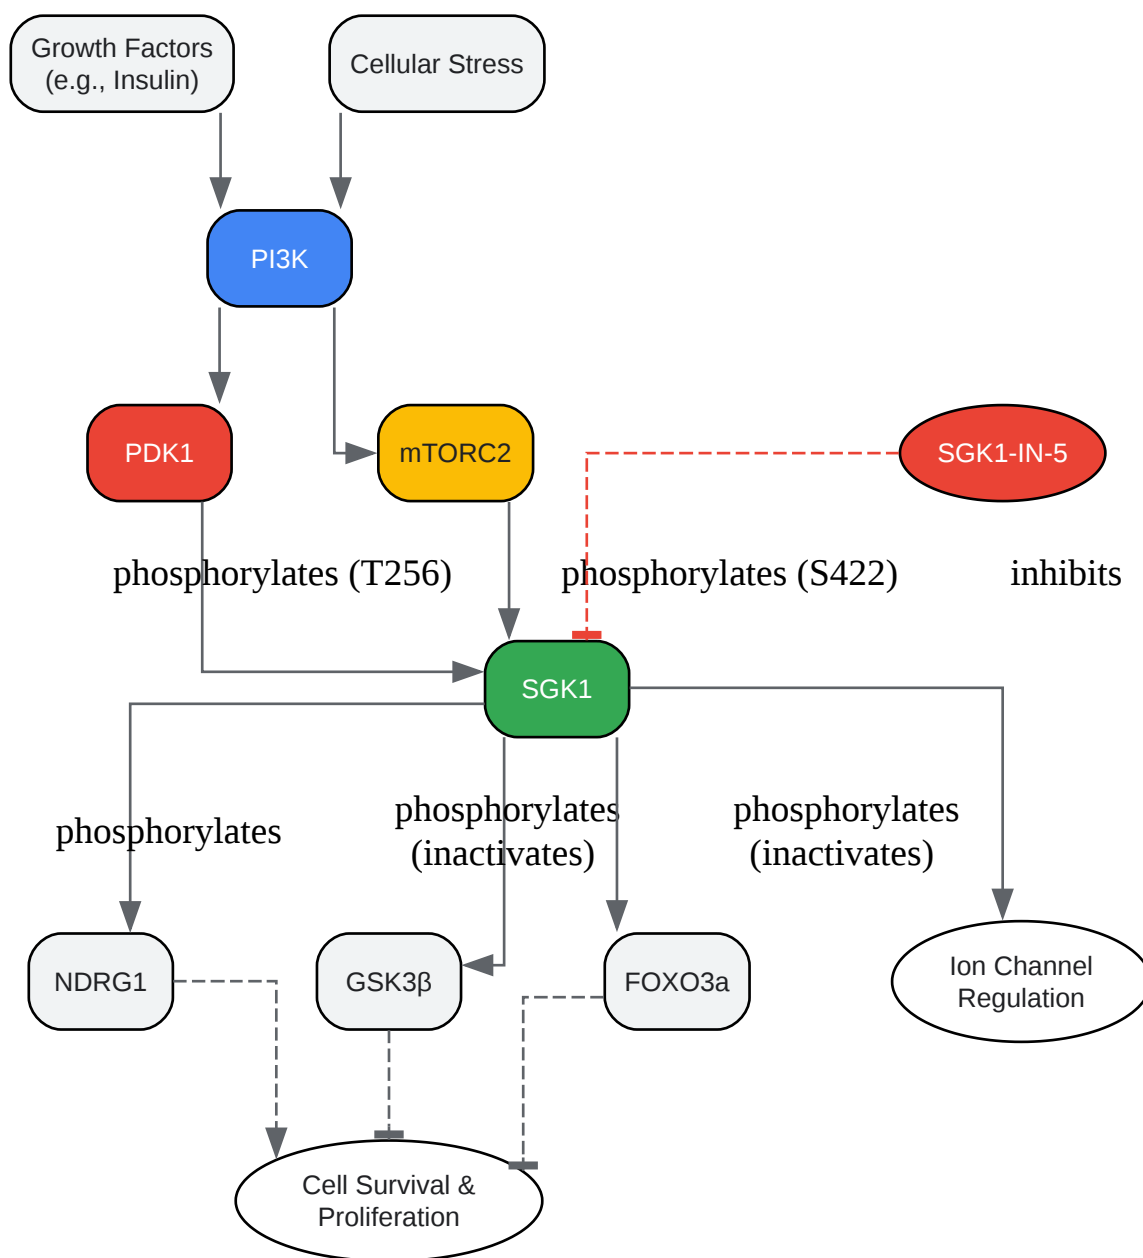 Growth Factors
(e.g., Insulin)
Cellular Stress
PI3K
PDK1
mTORC2
SGK1-IN-5
phosphorylates (T256)
phosphorylates (S422)
inhibits
SGK1
phosphorylates
phosphorylates
(inactivates)
phosphorylates
(inactivates)
NDRG1
GSK3β
FOXO3a
Ion Channel
Regulation
Cell Survival &
Proliferation